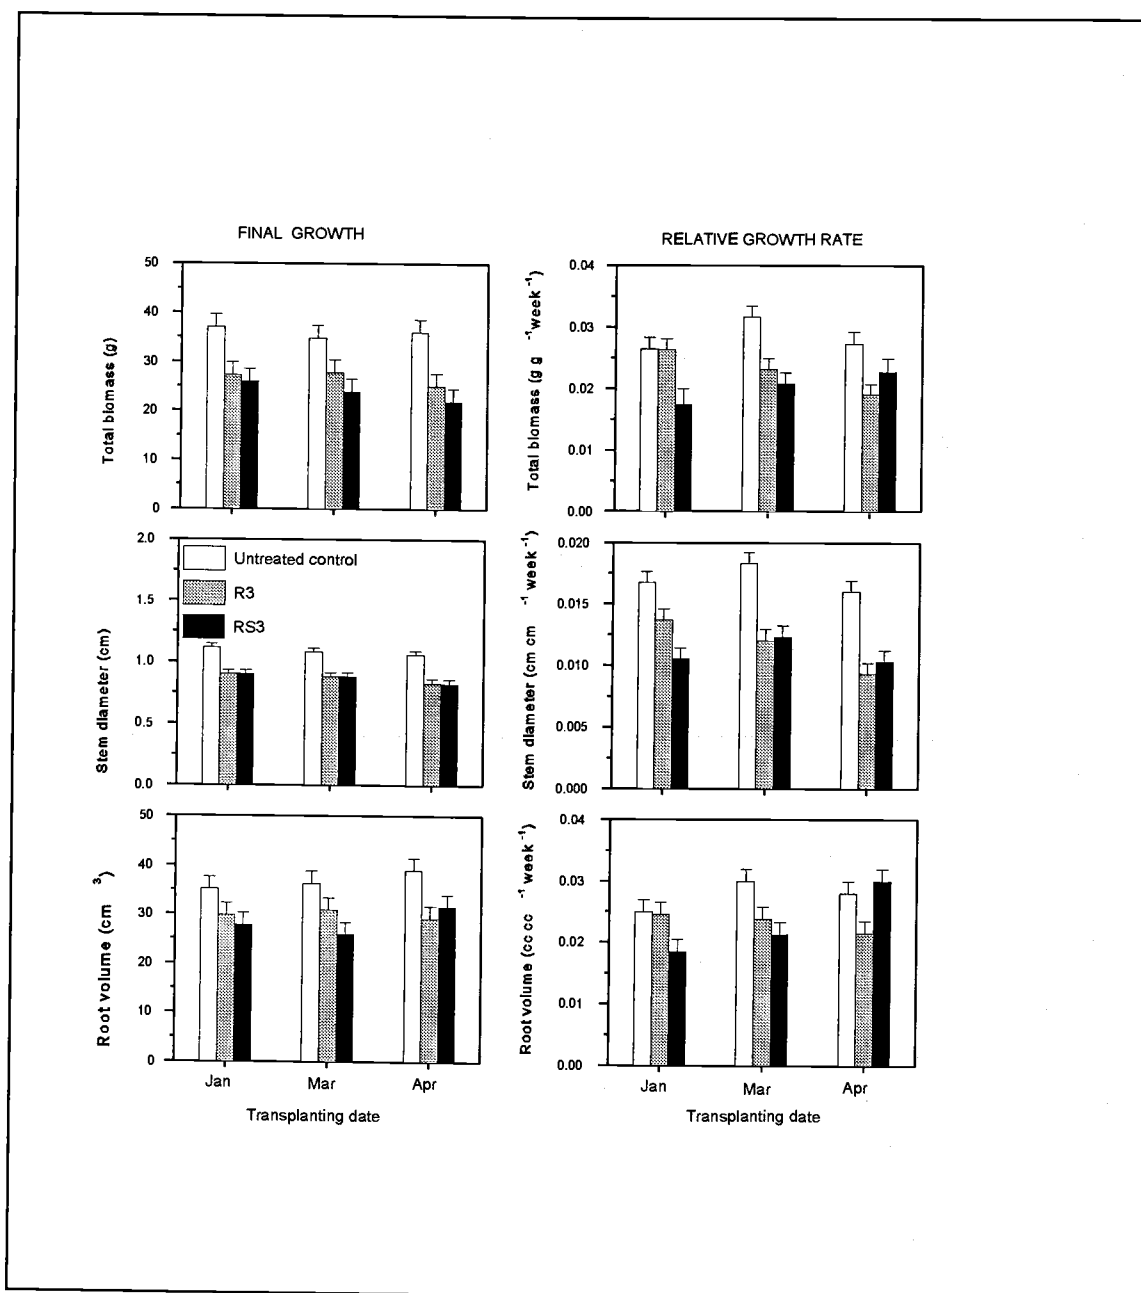 FINAL GROWTH
RELATIVE GROWTH RATE
Total biomass (g)
50
40
30
20
10
0
Total biomass (g g -1 week -1)
0.04
0.03
0.02
0.01
0.00
Stem diameter (cm)
2.0
1.5
1.0
0.5
0.0
Untreated control
R3
RS3
Stem diameter (cm cm -1 week -1)
0.020
0.015
0.010
0.005
0.000
Root volume (cm 3)
50
40
30
20
10
0
Jan Mar Apr
Transplanting date
Root volume (cc cc -1 week -1)
0.04
0.03
0.02
0.01
0.00
Jan Mar Apr
Transplanting date